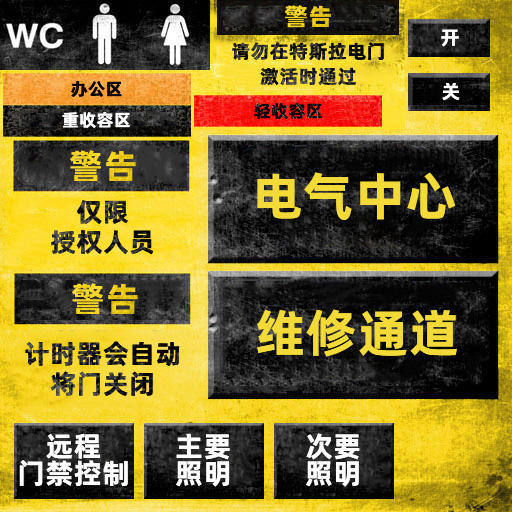 WC
警告
请勿在特斯拉电门
激活时通过
开
关
办公区
重收容区
轻收容区
警告
仅限
授权人员
电气中心
警告
计时器会自动
将门关闭
维修通道
远程
门禁控制
主要
照明
次要
照明